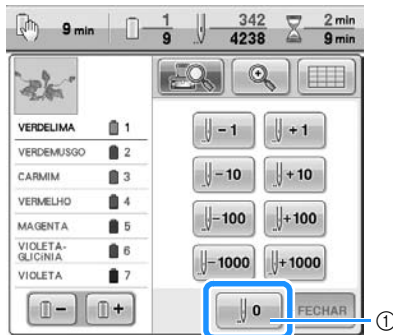 9 min
1
9
342
4238
2 min
9 min
VERDELIMA 1
VERDEMUSGO 2
CARMIM 3
VERMELHO 4
MAGENTA 5
VIOLETA-
GLICÍNIA 6
VIOLETA 7
- 1
+ 1
- 10
+ 10
-100
+100
-1000
+1000
- +
0
FECHAR
①